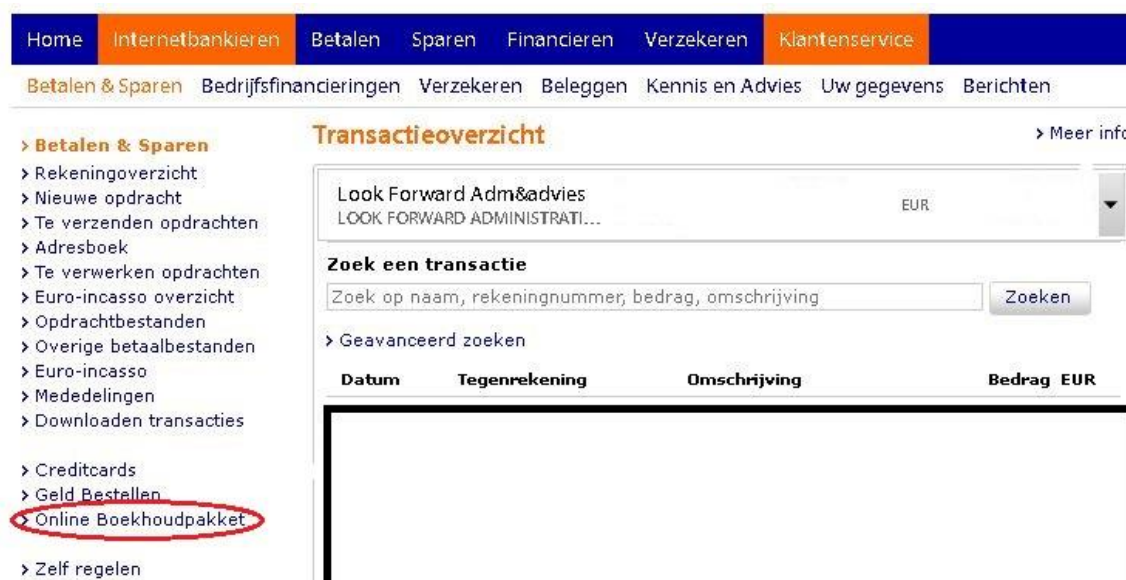 Home Internetbankieren Betalen Sparen Financieren Verzekeren Klantenservice
Betalen & Sparen Bedrijfsfinancieringen Verzekeren Beleggen Kennis en Advies Uw gegevens Berichten
> Betalen & Sparen
> Rekeningoverzicht
> Nieuwe opdracht
> Te verzenden opdrachten
> Adresboek
> Te verwerken opdrachten
> Euro-incasso overzicht
> Opdrachtbestanden
> Overige betaalbestanden
> Euro-incasso
> Mededelingen
> Downloaden transacties
> Creditcards
> Geld Bestellen
> Online Boekhoudpakket
> Zelf regelen
Transactieoverzicht
> Meer info
Look Forward Adm&advies
LOOK FORWARD ADMINISTRATI...
EUR
Zoek een transactie
Zoek op naam, rekeningnummer, bedrag, omschrijving
Zoeken
> Geavanceerd zoeken
Datum Tegenrekening Omschrijving Bedrag EUR